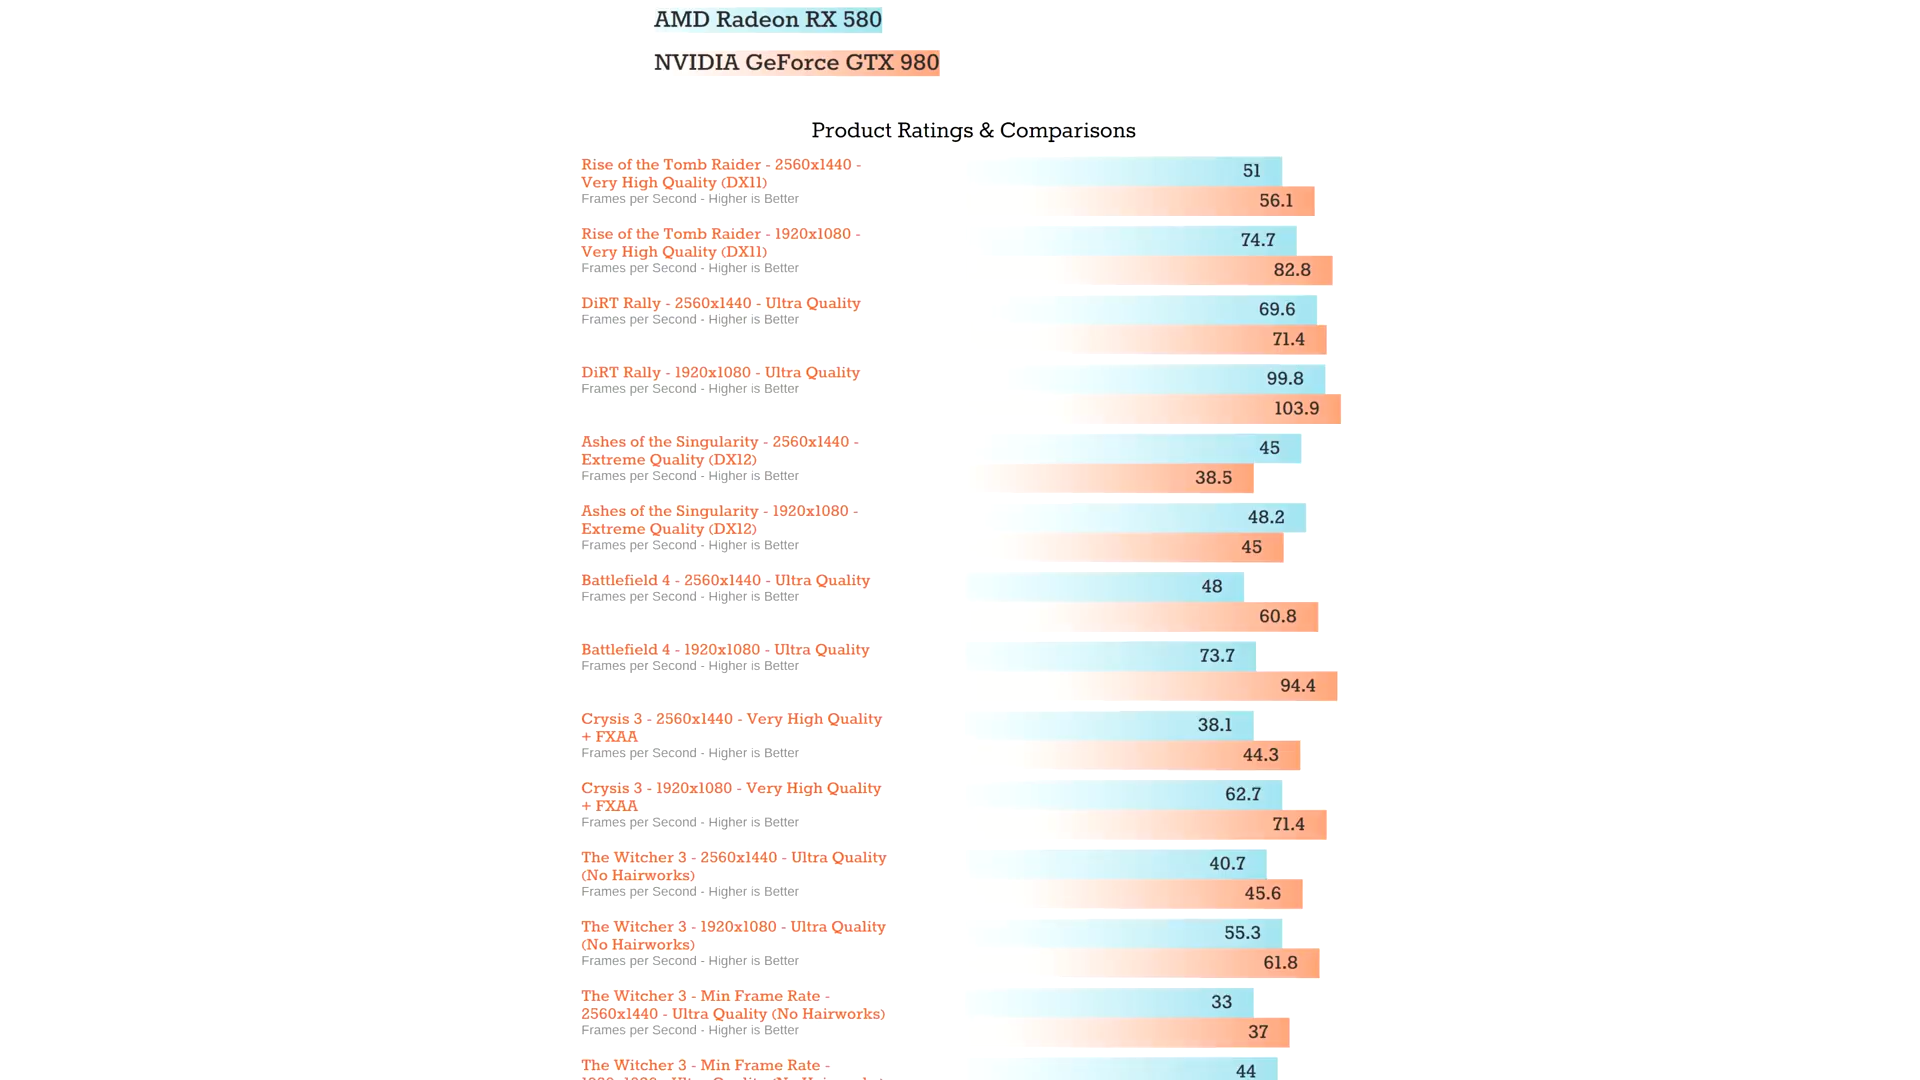 AMD Radeon RX 580
NVIDIA GeForce GTX 980
Product Ratings & Comparisons
Rise of the Tomb Raider - 2560x1440 -
Very High Quality (DX11)
Frames per Second - Higher is Better
51
56.1
Rise of the Tomb Raider - 1920x1080 -
Very High Quality (DX11)
Frames per Second - Higher is Better
74.7
82.8
DiRT Rally - 2560x1440 - Ultra Quality
Frames per Second - Higher is Better
69.6
71.4
DiRT Rally - 1920x1080 - Ultra Quality
Frames per Second - Higher is Better
99.8
103.9
Ashes of the Singularity - 2560x1440 -
Extreme Quality (DX12)
Frames per Second - Higher is Better
45
38.5
Ashes of the Singularity - 1920x1080 -
Extreme Quality (DX12)
Frames per Second - Higher is Better
48.2
45
Battlefield 4 - 2560x1440 - Ultra Quality
Frames per Second - Higher is Better
48
60.8
Battlefield 4 - 1920x1080 - Ultra Quality
Frames per Second - Higher is Better
73.7
94.4
Crysis 3 - 2560x1440 - Very High Quality
+ FXAA
Frames per Second - Higher is Better
38.1
44.3
Crysis 3 - 1920x1080 - Very High Quality
+ FXAA
Frames per Second - Higher is Better
62.7
71.4
The Witcher 3 - 2560x1440 - Ultra Quality
(No Hairworks)
Frames per Second - Higher is Better
40.7
45.6
The Witcher 3 - 1920x1080 - Ultra Quality
(No Hairworks)
Frames per Second - Higher is Better
55.3
61.8
The Witcher 3 - Min Frame Rate -
2560x1440 - Ultra Quality (No Hairworks)
Frames per Second - Higher is Better
33
37
The Witcher 3 - Min Frame Rate -
44